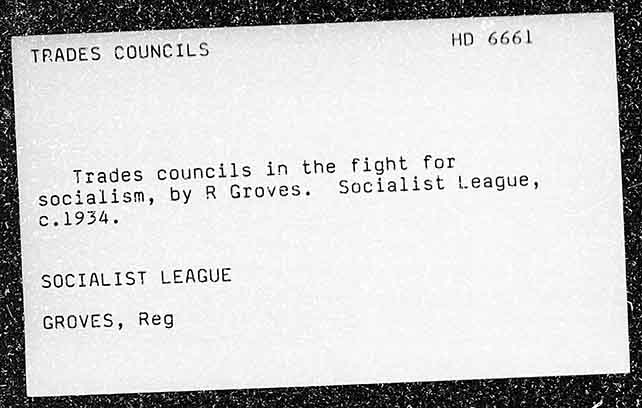 TRADES COUNCILS HD 6661
Trades councils in the fight for
socialism, by R Groves. Socialist League,
c.1934.
SOCIALIST LEAGUE
GROVES, Reg